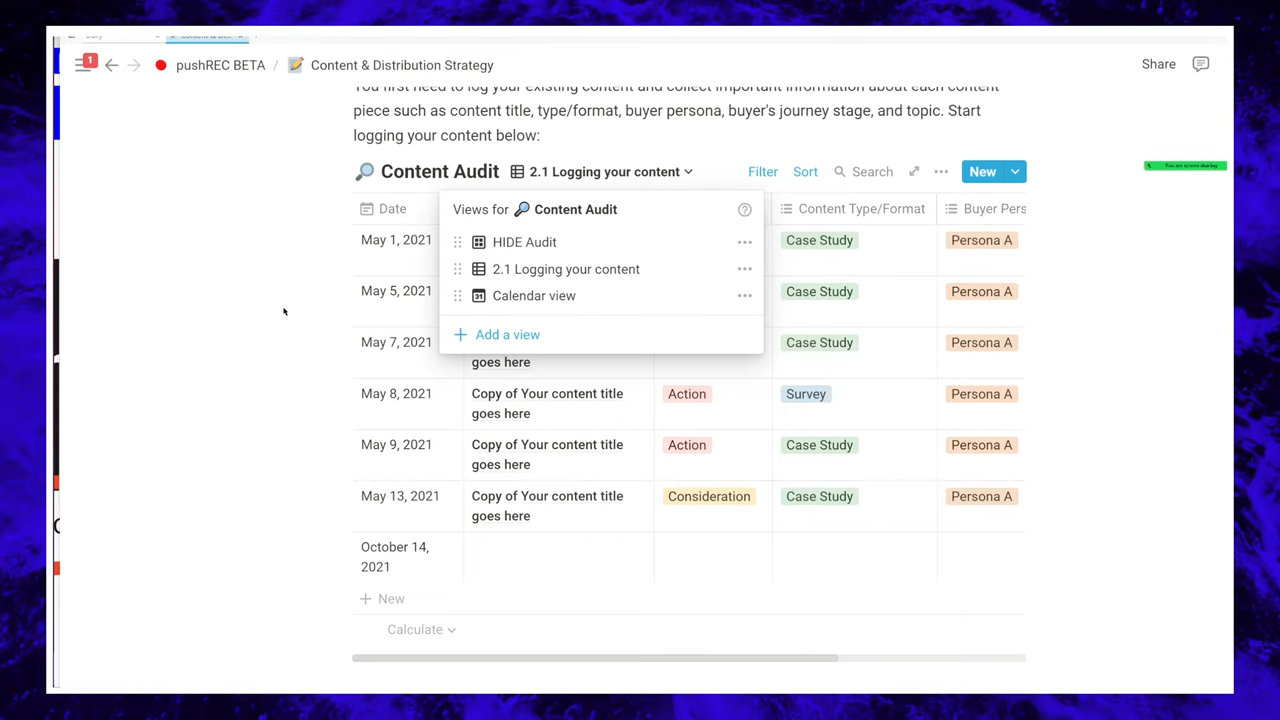 1
pushREC BETA / Content & Distribution Strategy
Share
You first need to log your existing content and collect important information about each content
piece such as content title, type/format, buyer persona, buyer's journey stage, and topic. Start
logging your content below:
Content Audit 2.1 Logging your content Filter Sort Search New
You are screen sharing
Date Content Type/Format Buyer Pers
Views for Content Audit
HIDE Audit
2.1 Logging your content
31 Calendar view
+ Add a view
May 1, 2021 Case Study Persona A
May 5, 2021 Case Study Persona A
May 7, 2021 Case Study Persona A
goes here
May 8, 2021 Copy of Your content title Action Survey Persona A
goes here
May 9, 2021 Copy of Your content title Action Case Study Persona A
goes here
May 13, 2021 Copy of Your content title Consideration Case Study Persona A
goes here
October 14,
2021
+ New
Calculate